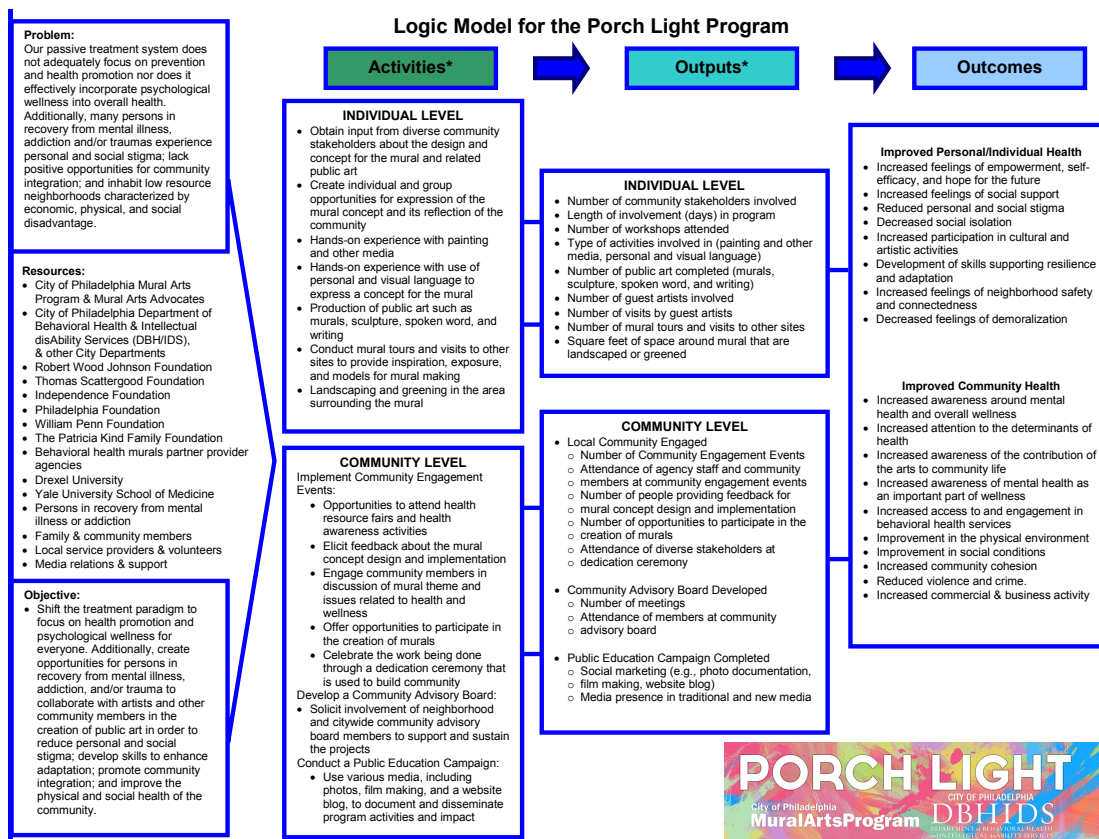 Logic Model for the Porch Light Program
Problem:
Our passive treatment system does
not adequately focus on prevention
and health promotion nor does it
effectively incorporate psychological
wellness into overall health.
Additionally, many persons in
recovery from mental illness,
addiction and/or traumas experience
personal and social stigma; lack
positive opportunities for community
integration; and inhabit low resource
neighborhoods characterized by
economic, physical, and social
disadvantage.
Resources:
• City of Philadelphia Mural Arts
Program & Mural Arts Advocates
• City of Philadelphia Department of
Behavioral Health & Intellectual
disAbility Services (DBH/IDS),
& other City Departments
• Robert Wood Johnson Foundation
• Thomas Scattergood Foundation
• Independence Foundation
• Philadelphia Foundation
• William Penn Foundation
• The Patricia Kind Family Foundation
• Behavioral health murals partner provider
agencies
• Drexel University
• Yale University School of Medicine
• Persons in recovery from mental
illness or addiction
• Family & community members
• Local service providers & volunteers
• Media relations & support
Objective:
• Shift the treatment paradigm to
focus on health promotion and
psychological wellness for
everyone. Additionally, create
opportunities for persons in
recovery from mental illness,
addiction, and/or trauma to
collaborate with artists and other
community members in the
creation of public art in order to
reduce personal and social
stigma; develop skills to enhance
adaptation; promote community
integration; and improve the
physical and social health of the
community.
Activities*
INDIVIDUAL LEVEL
• Obtain input from diverse community
stakeholders about the design and
concept for the mural and related
public art
• Create individual and group
opportunities for expression of the
mural concept and its reflection of the
community
• Hands-on experience with painting
and other media
• Hands-on experience with use of
personal and visual language to
express a concept for the mural
• Production of public art such as
murals, sculpture, spoken word, and
writing
• Conduct mural tours and visits to other
sites to provide inspiration, exposure,
and models for mural making
• Landscaping and greening in the area
surrounding the mural
COMMUNITY LEVEL
Implement Community Engagement
Events:
• Opportunities to attend health
resource fairs and health
awareness activities
• Elicit feedback about the mural
concept design and implementation
• Engage community members in
discussion of mural theme and
issues related to health and
wellness
• Offer opportunities to participate in
the creation of murals
• Celebrate the work being done
through a dedication ceremony that
is used to build community
Develop a Community Advisory Board:
• Solicit involvement of neighborhood
and citywide community advisory
board members to support and sustain
the projects
Conduct a Public Education Campaign:
• Use various media, including
photos, film making, and a website
blog, to document and disseminate
program activities and impact
Outputs*
INDIVIDUAL LEVEL
• Number of community stakeholders involved
• Length of involvement (days) in program
• Number of workshops attended
• Type of activities involved in (painting and other
media, personal and visual language)
• Number of public art completed (murals,
sculpture, spoken word, and writing)
• Number of guest artists involved
• Number of visits by guest artists
• Number of mural tours and visits to other sites
• Square feet of space around mural that are
landscaped or greened
COMMUNITY LEVEL
• Local Community Engaged
o Number of Community Engagement Events
o Attendance of agency staff and community
o members at community engagement events
o Number of people providing feedback for
o mural concept design and implementation
o Number of opportunities to participate in the
o creation of murals
o Attendance of diverse stakeholders at
o dedication ceremony
• Community Advisory Board Developed
o Number of meetings
o Attendance of members at community
o advisory board
• Public Education Campaign Completed
o Social marketing (e.g., photo documentation,
o film making, website blog)
o Media presence in traditional and new media
Outcomes
Improved Personal/Individual Health
• Increased feelings of empowerment, self-
efficacy, and hope for the future
• Increased feelings of social support
• Reduced personal and social stigma
• Decreased social isolation
• Increased participation in cultural and
artistic activities
• Development of skills supporting resilience
and adaptation
• Increased feelings of neighborhood safety
and connectedness
• Decreased feelings of demoralization
Improved Community Health
• Increased awareness around mental
health and overall wellness
• Increased attention to the determinants of
health
• Increased awareness of the contribution of
the arts to community life
• Increased awareness of mental health as
an important part of wellness
• Increased access to and engagement in
behavioral health services
• Improvement in the physical environment
• Improvement in social conditions
• Increased community cohesion
• Reduced violence and crime.
• Increased commercial & business activity
PORCH LIGHT
City of Philadelphia
MuralArtsProgram
CITY OF PHILADELPHIA
DBHIDS
DEPARTMENT of BEHAVIORAL HEALTH
and INTELLECTUAL disABILITY SERVICES